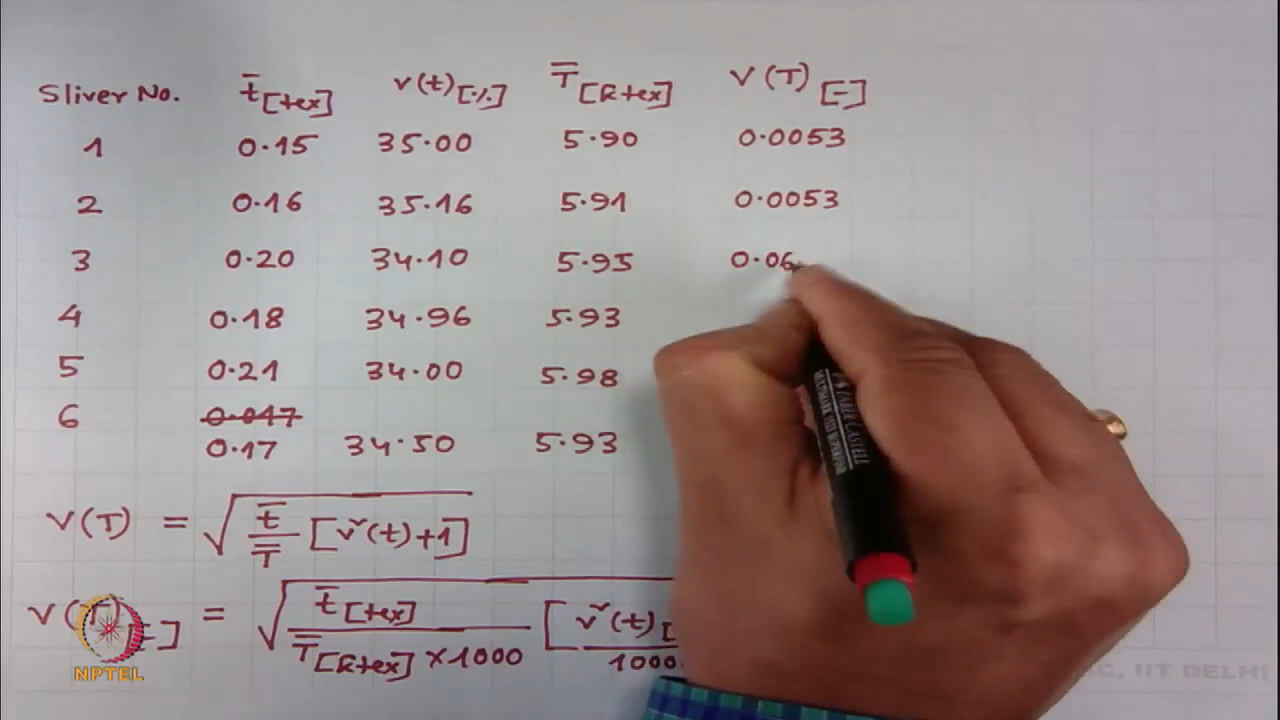 Sliver No. t̄[tex] v(t)[%] T̄[ktex] v(T)[-]
1 0.15 35.00 5.90 0.0053
2 0.16 35.16 5.91 0.0053
3 0.20 34.10 5.95 0.06
4 0.18 34.96 5.93
5 0.21 34.00 5.98
6 0.047
0.17 34.50 5.93
v(T) = √(t̄/T̄ [v²(t)+1])
v(T)[-] = √(t̄[tex]/(T̄[ktex]×1000) [v²(t)[ / 1000
NPTEL
C, IIT DELHI
FABER CASTELL